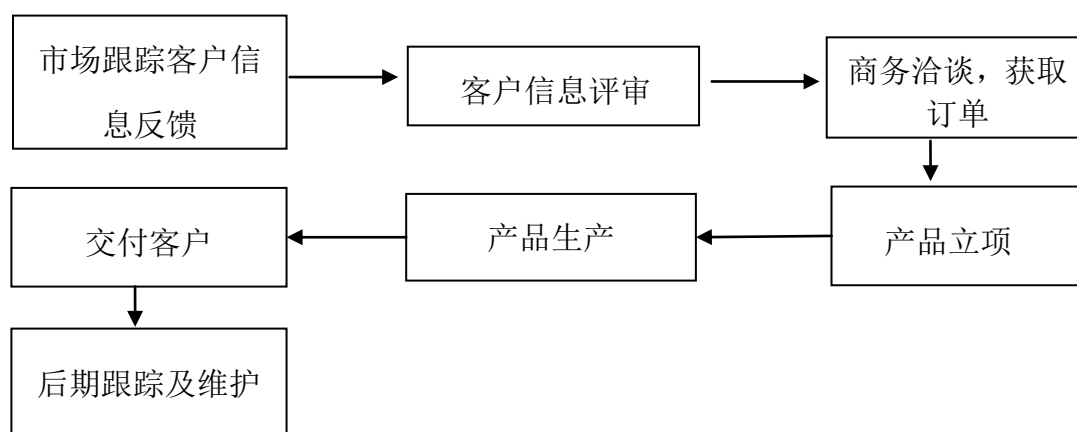 市场跟踪客户信
息反馈
客户信息评审
商务洽谈，获取
订单
产品立项
产品生产
交付客户
后期跟踪及维护